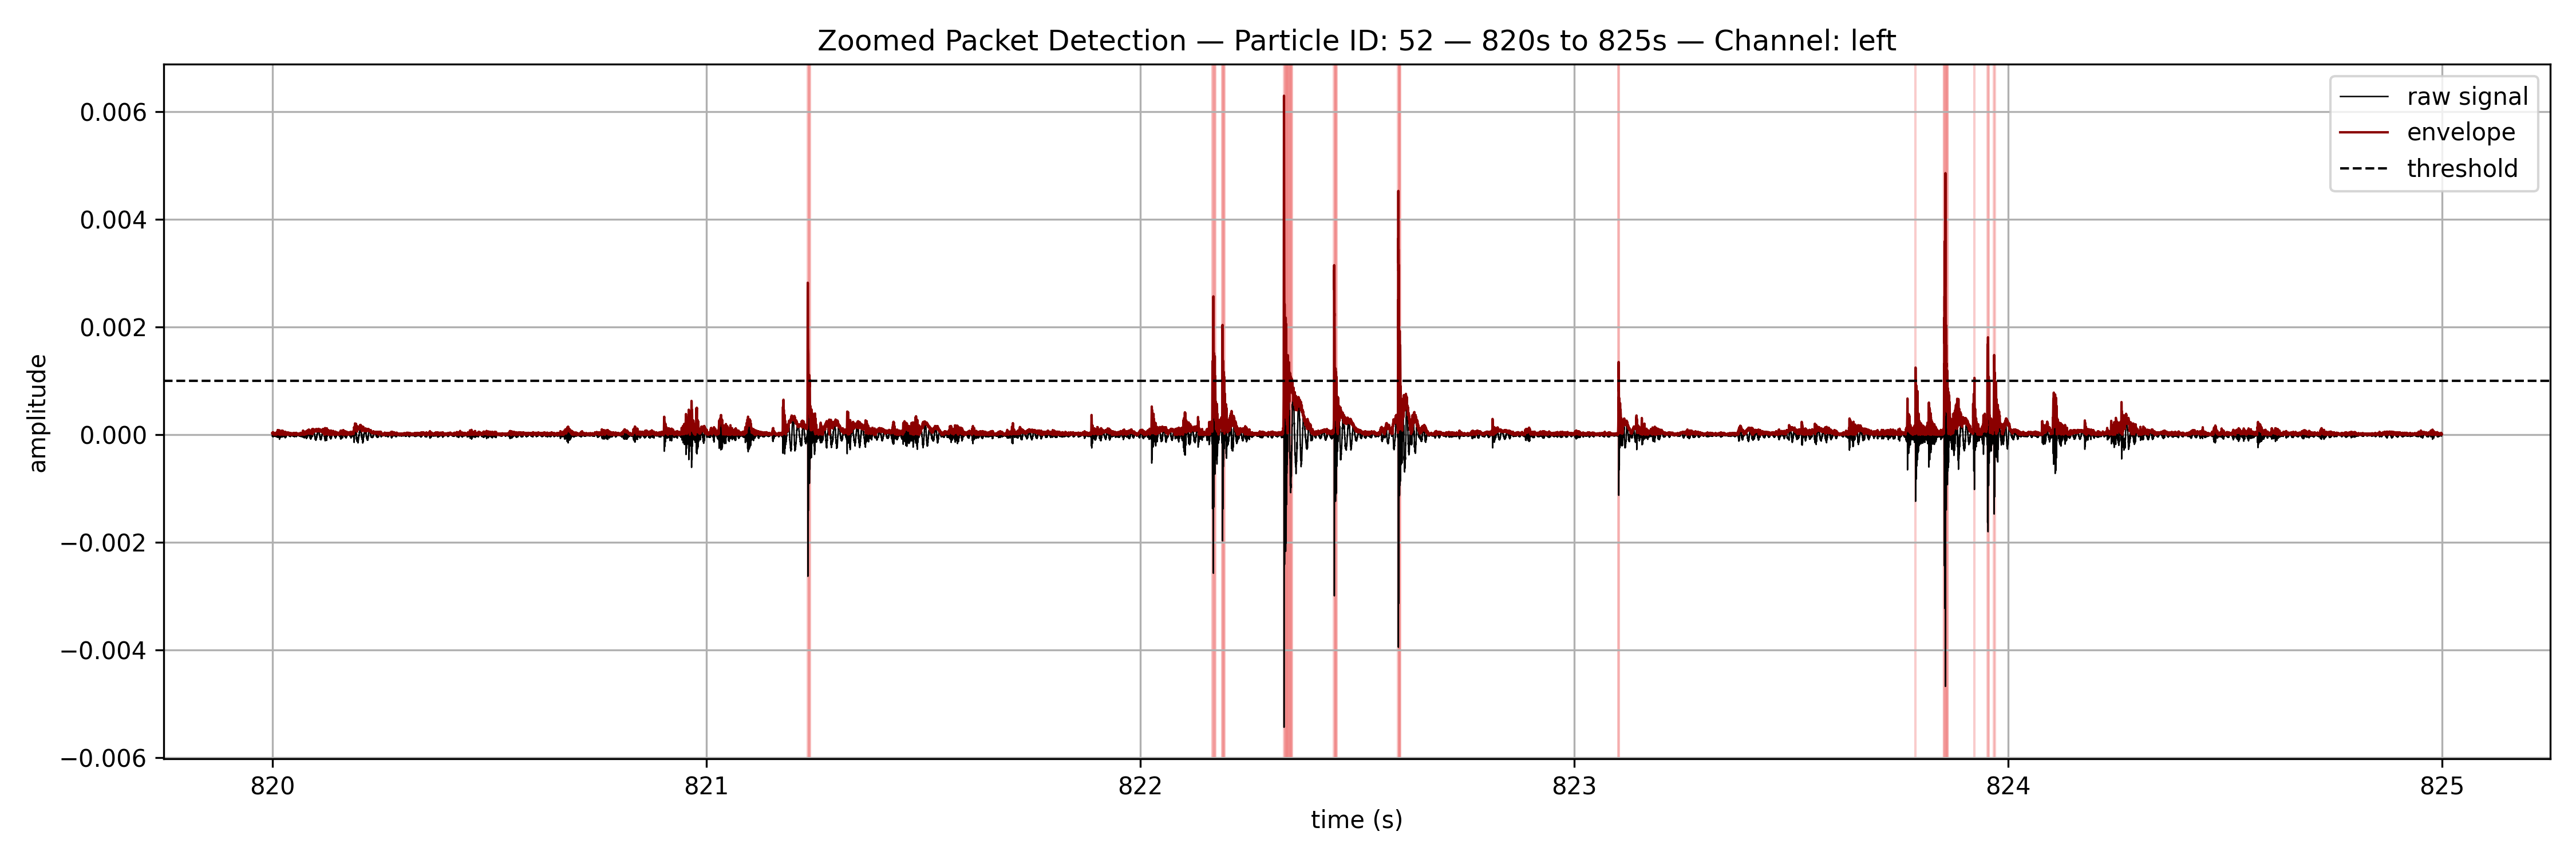 Zoomed Packet Detection — Particle ID: 52 — 820s to 825s — Channel: left
raw signal
envelope
threshold
amplitude
0.006
0.004
0.002
0.000
−0.002
−0.004
−0.006
820
821
822
823
824
825
time (s)